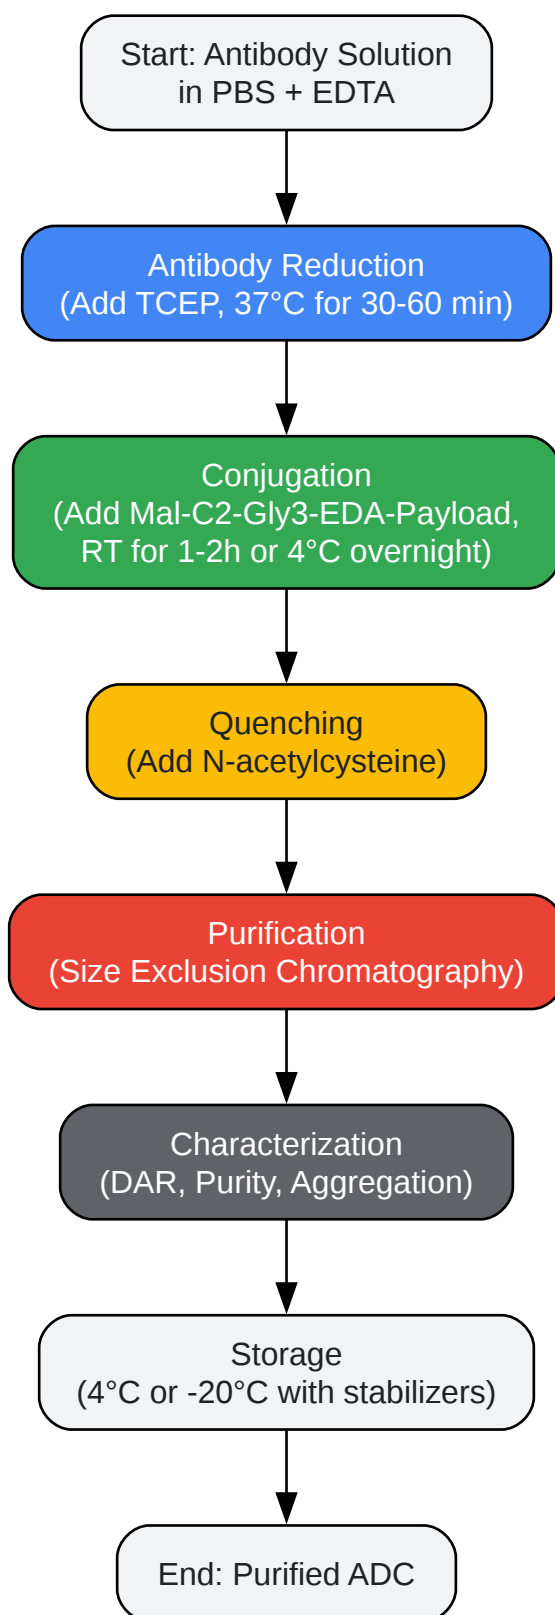 Start: Antibody Solution
in PBS + EDTA
Antibody Reduction
(Add TCEP, 37°C for 30-60 min)
Conjugation
(Add Mal-C2-Gly3-EDA-Payload,
RT for 1-2h or 4°C overnight)
Quenching
(Add N-acetylcysteine)
Purification
(Size Exclusion Chromatography)
Characterization
(DAR, Purity, Aggregation)
Storage
(4°C or -20°C with stabilizers)
End: Purified ADC